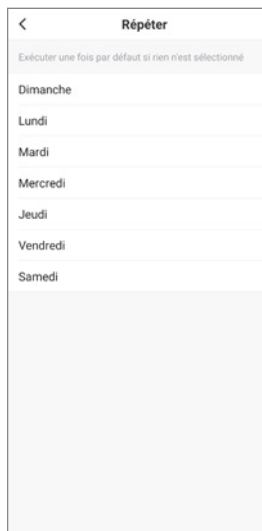 Répéter
Exécuter une fois par défaut si rien n'est sélectionné
Dimanche
Lundi
Mardi
Mercredi
Jeudi
Vendredi
Samedi